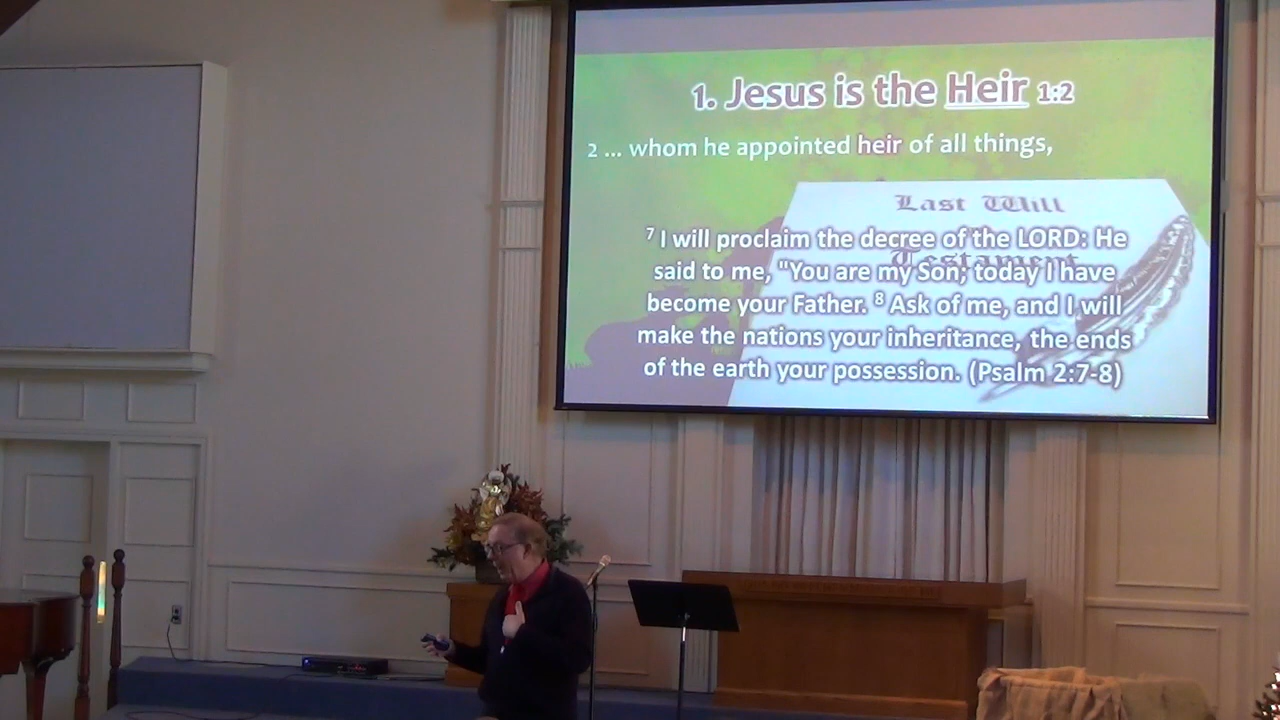 1. Jesus is the Heir 1:2
2 ... whom he appointed heir of all things,
Last Will
Testament
7 I will proclaim the decree of the LORD: He
said to me, "You are my Son; today I have
become your Father. 8 Ask of me, and I will
make the nations your inheritance, the ends
of the earth your possession. (Psalm 2:7-8)